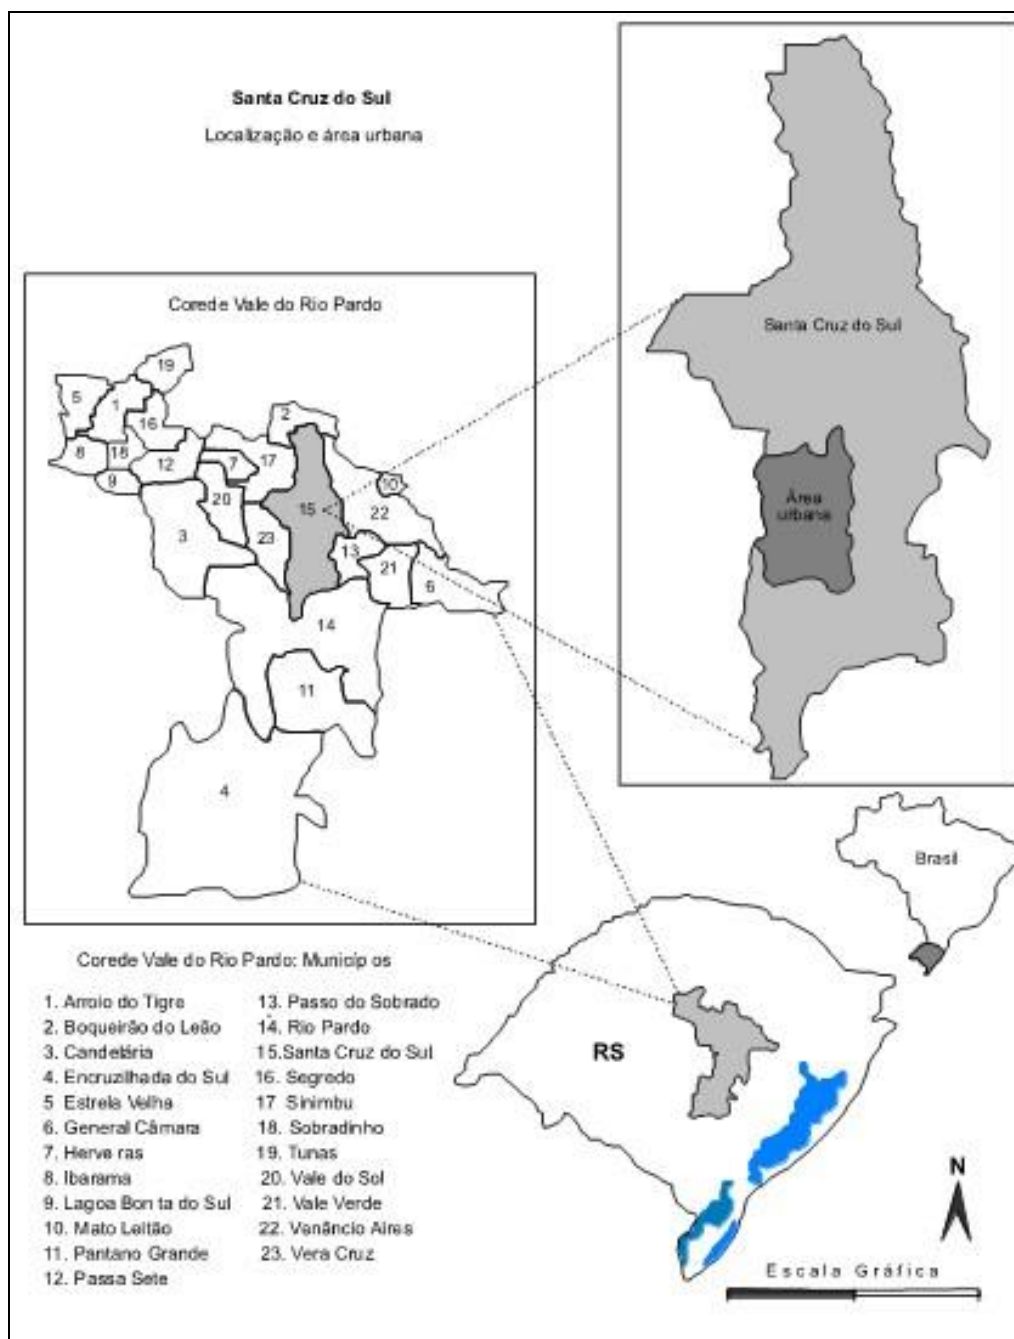 Santa Cruz do Sul
Localização e área urbana
Corede Vale do Rio Pardo
19
5
1
16
2
8
18
12
7
17
9
10
20
15
22
3
23
13
21
6
14
11
4
Santa Cruz do Sul
Área
urbana
Brasil
RS
N
Escala Gráfica
Corede Vale do Rio Pardo: Municíp os
1. Arroio do Tigre
2. Boqueirão do Leão
3. Candelária
4. Encruzilhada do Sul
5 Estrela Velha
6. General Câmara
7. Herve ras
8. Ibarama
9. Lagoa Bon ta do Sul
10. Mato Leitão
11. Pantano Grande
12. Passa Sete
13. Passo do Sobrado
14. Rio Pardo
15.Santa Cruz do Sul
16. Segredo
17 Sinimbu
18. Sobradinho
19. Tunas
20. Vale do Sol
21. Vale Verde
22. Venâncio Aires
23. Vera Cruz